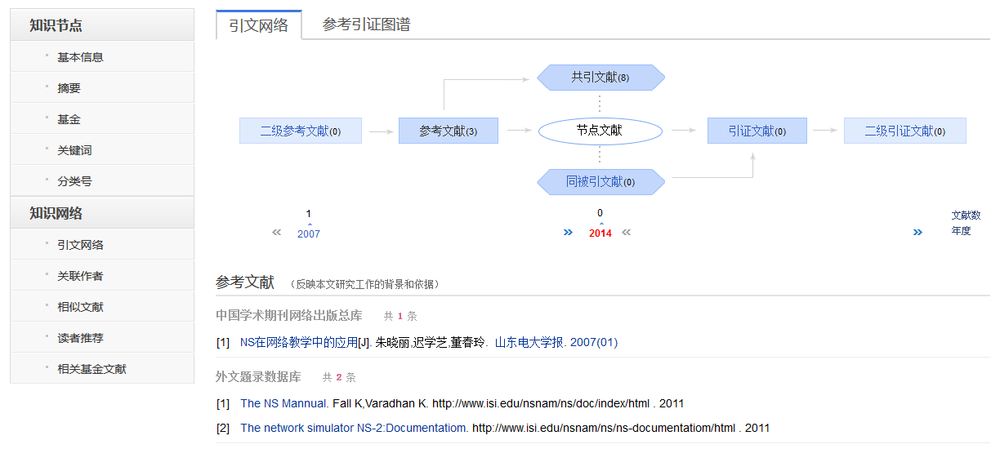 知识节点
基本信息
摘要
基金
关键词
分类号
知识网络
引文网络
关联作者
相似文献
读者推荐
相关基金文献
引文网络 参考引证图谱
共引文献(8)
二级参考文献(0) 参考文献(3) 节点文献 引证文献(0) 二级引证文献(0)
同被引文献(0)
1 0 文献数
2007 2014 年度
参考文献 （反映本文研究工作的背景和依据）
中国学术期刊网络出版总库 共 1 条
[1] NS在网络教学中的应用[J]. 朱晓丽,迟学芝,董春玲. 山东电大学报. 2007(01)
外文题录数据库 共 2 条
[1] The NS Mannual. Fall K,Varadhan K. http://www.isi.edu/nsnam/ns/doc/index/html . 2011
[2] The network simulator NS-2:Documentatiom. http://www.isi.edu/nsnam/ns/ns-documentatiom/html . 2011